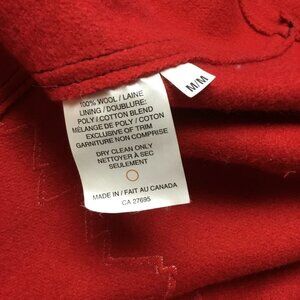 M/M
100% WOOL / LAINE
LINING / DOUBLURE:
POLY / COTTON BLEND
MÉLANGE DE POLY / COTON
EXCLUSIVE OF TRIM
GARNITURE NON COMPRISE
DRY CLEAN ONLY
NETTOYER À SEC
SEULEMENT
MADE IN / FAIT AU CANADA
CA 27695